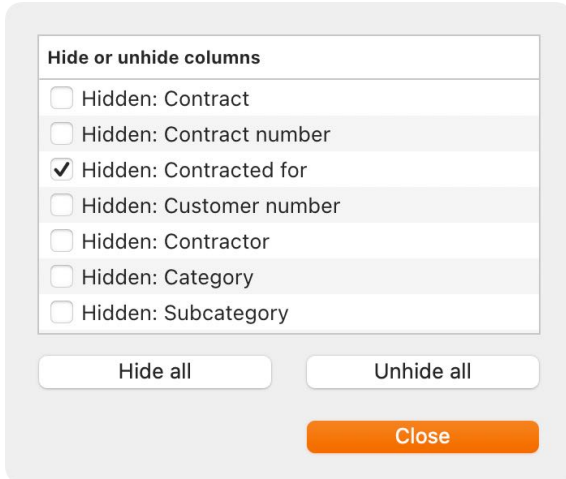 Hide or unhide columns
Hidden: Contract
Hidden: Contract number
Hidden: Contracted for
Hidden: Customer number
Hidden: Contractor
Hidden: Category
Hidden: Subcategory
Hide all Unhide all
Close